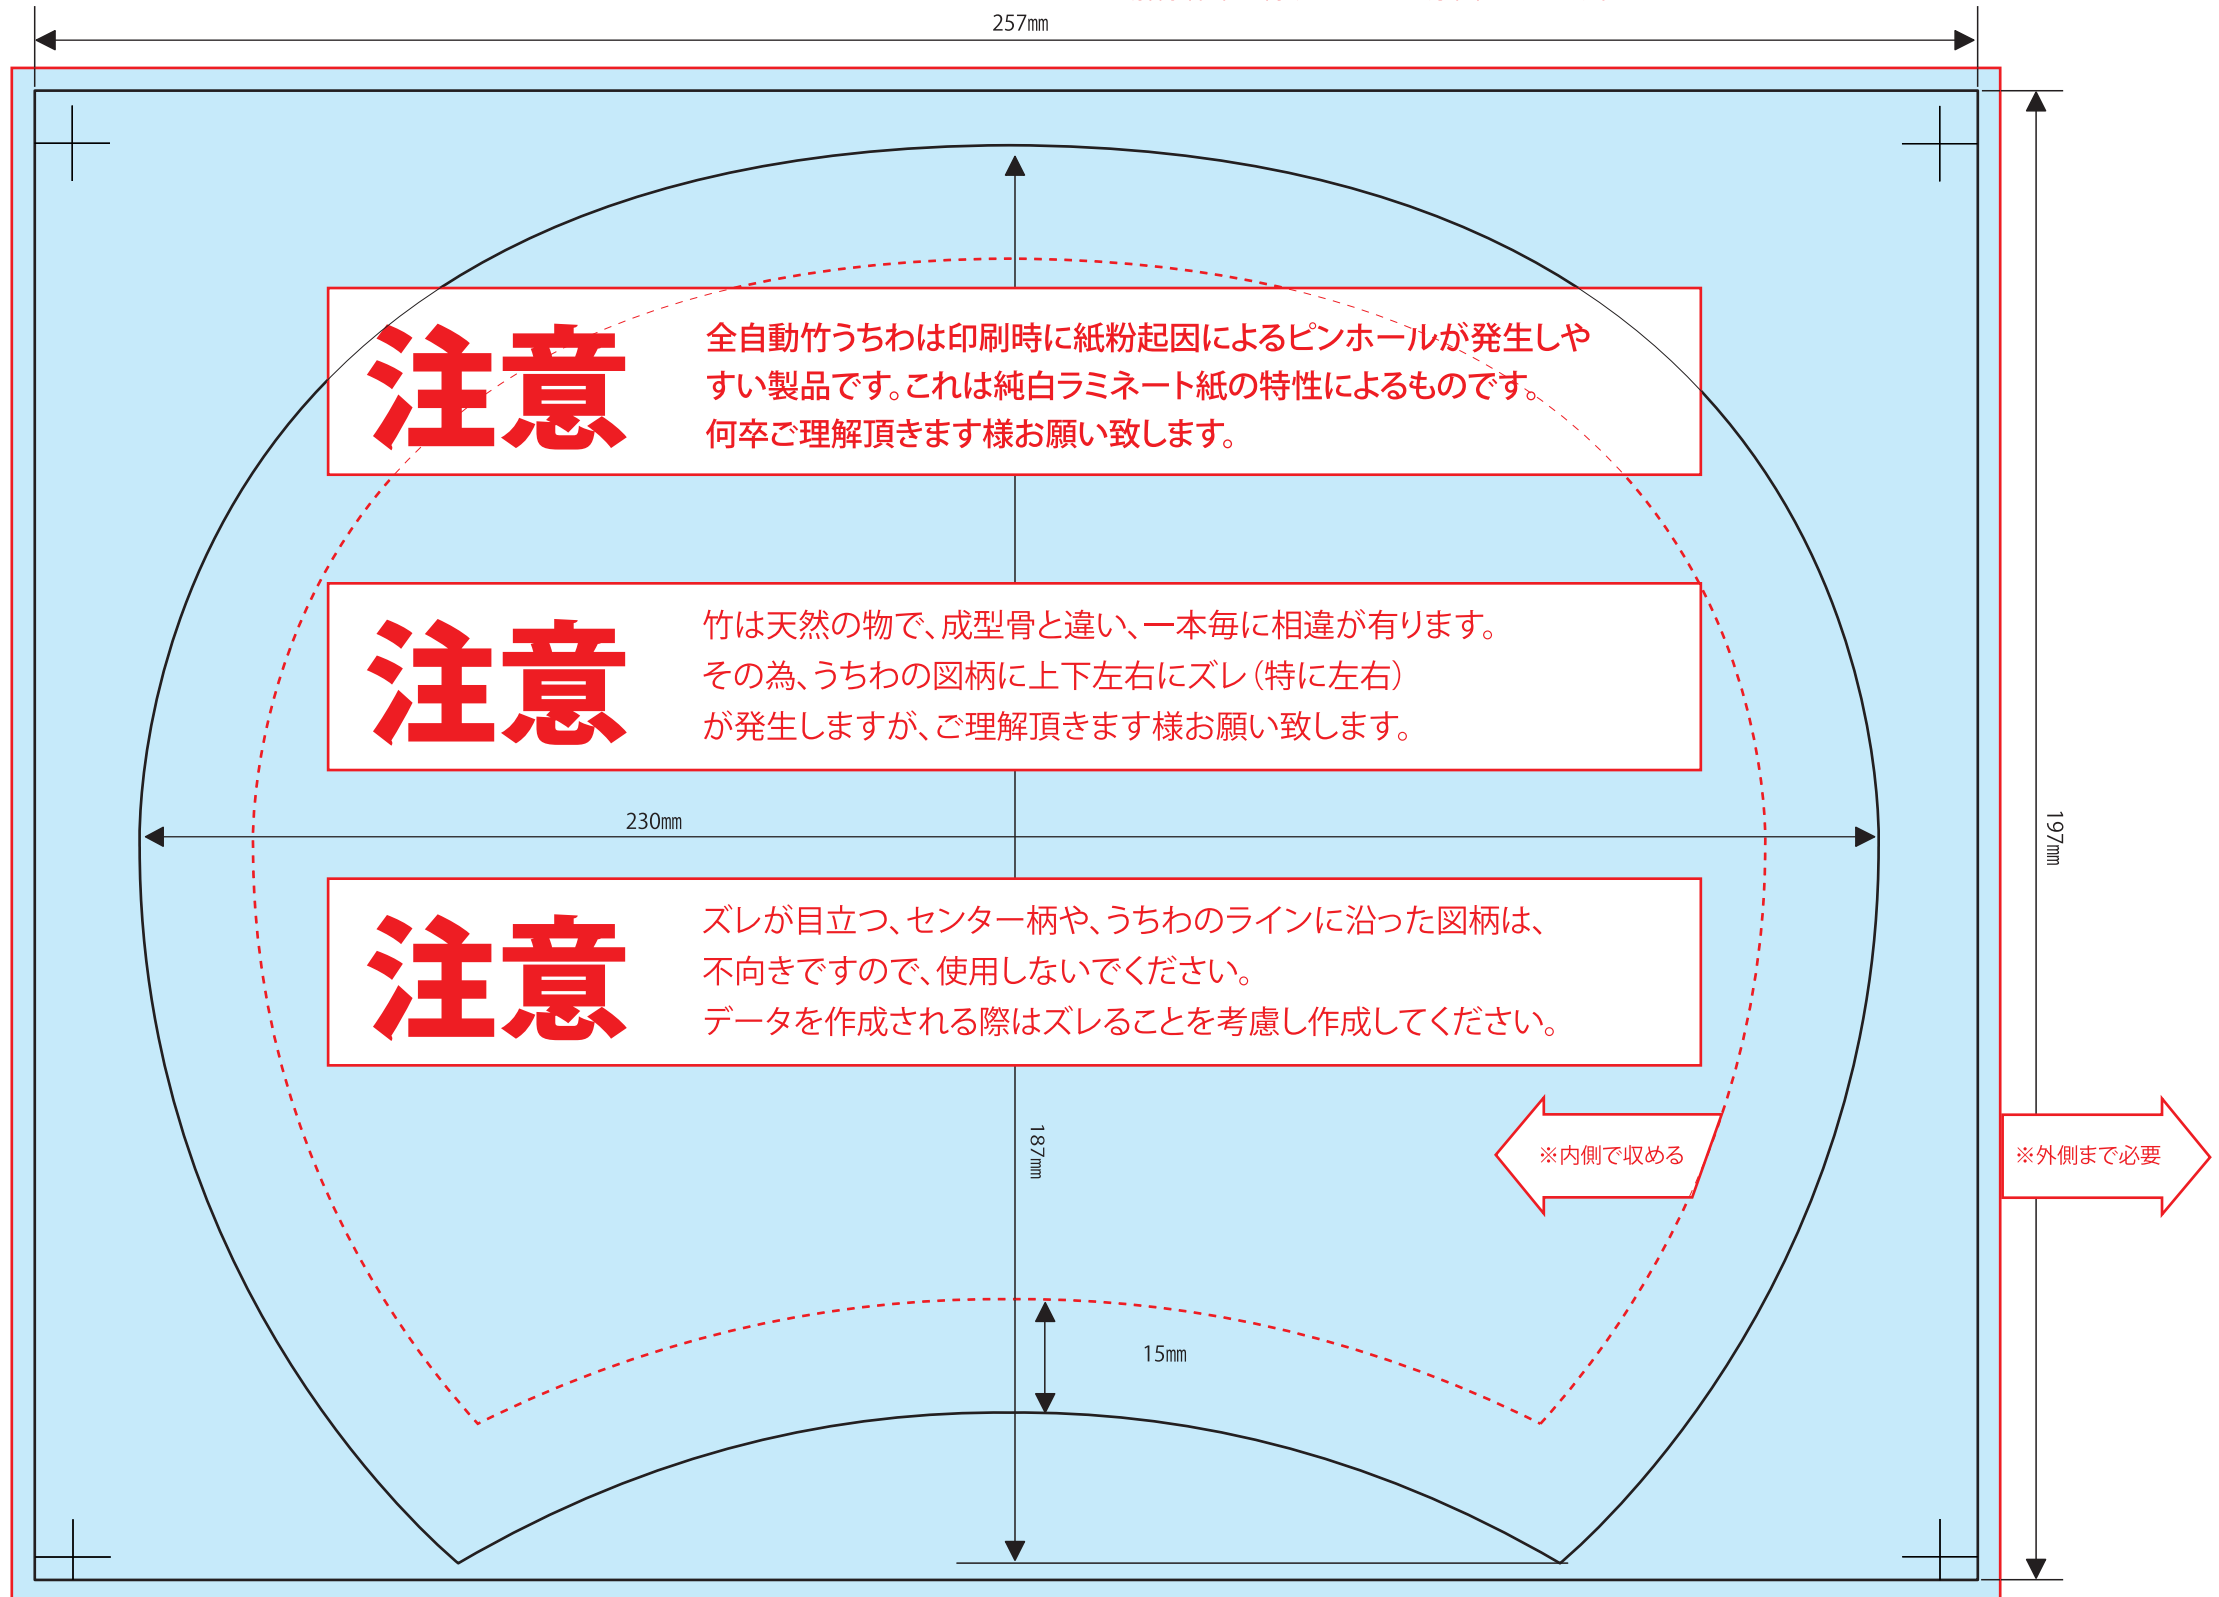 257mm
注意
全自動竹うちわは印刷時に紙粉起因によるピンホールが発生しや
すい製品です。これは純白ラミネート紙の特性によるものです。
何卒ご理解頂きます様お願い致します。
注意
竹は天然の物で、成型骨と違い、一本毎に相違が有ります。
その為、うちわの図柄に上下左右にズレ（特に左右）
が発生しますが、ご理解頂きます様お願い致します。
230mm
197mm
注意
ズレが目立つ、センター柄や、うちわのラインに沿った図柄は、
不向きですので、使用しないでください。
データを作成される際はズレることを考慮し作成してください。
187mm
※内側で収める
※外側まで必要
15mm